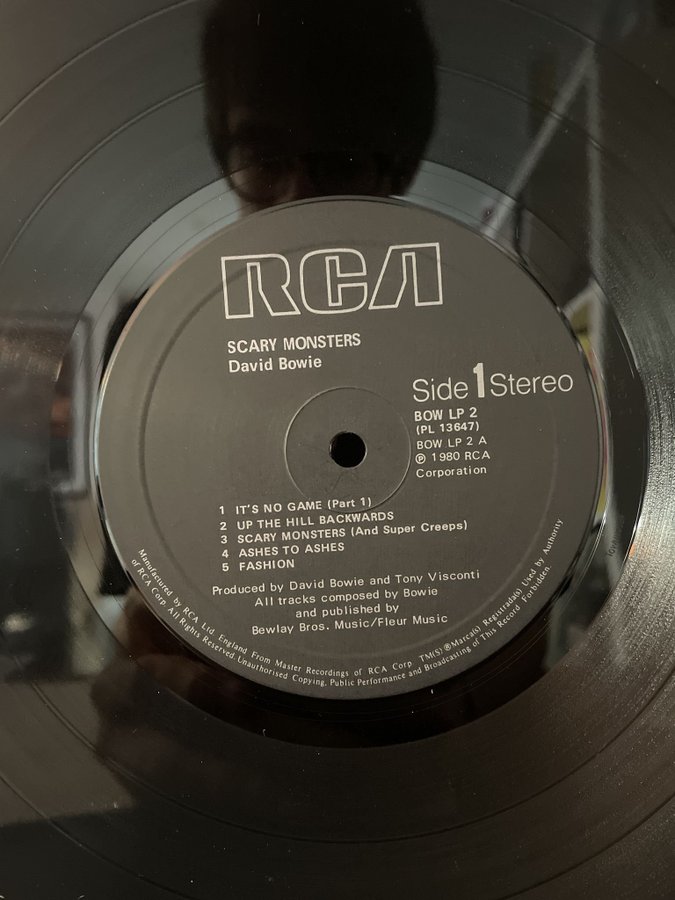 RCA
SCARY MONSTERS
David Bowie
Side 1 Stereo
BOW LP 2
(PL 13647)
BOW LP 2 A
℗ 1980 RCA
Corporation
1 IT'S NO GAME (Part 1)
2 UP THE HILL BACKWARDS
3 SCARY MONSTERS (And Super Creeps)
4 ASHES TO ASHES
5 FASHION
Produced by David Bowie and Tony Visconti
All tracks composed by Bowie
and published by
Bewlay Bros. Music/Fleur Music
Manufactured by RCA Ltd. England From Master Recordings of RCA Corp. TM(S) ® Marca(s) Registrada(s) Used by Authority
of RCA Corp. All Rights Reserved. Unauthorised Copying, Public Performance and Broadcasting of This Record Forbidden.